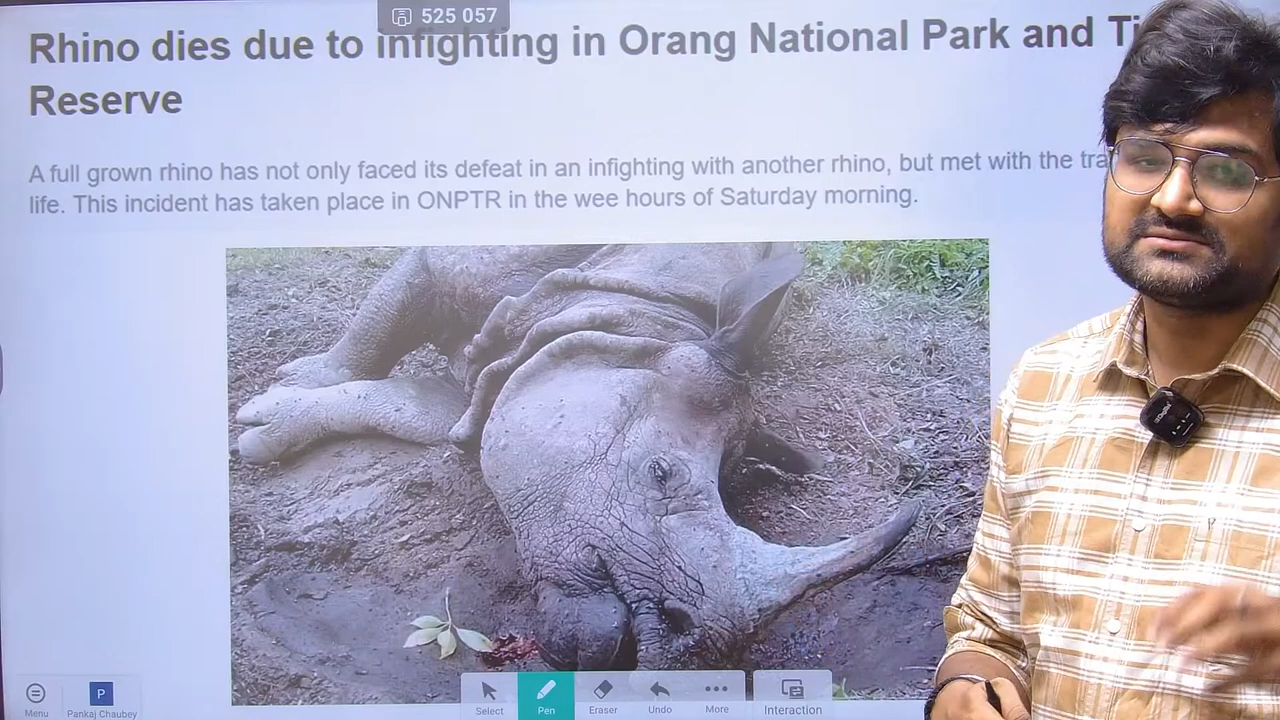 525 057
Rhino dies due to infighting in Orang National Park and
Reserve
A full grown rhino has not only faced its defeat in an infighting with another rhino, but met with the
life. This incident has taken place in ONPTR in the wee hours of Saturday morning.
Menu
P
Pankaj Chaubey
Select
Pen
Eraser
Undo
More
Interaction